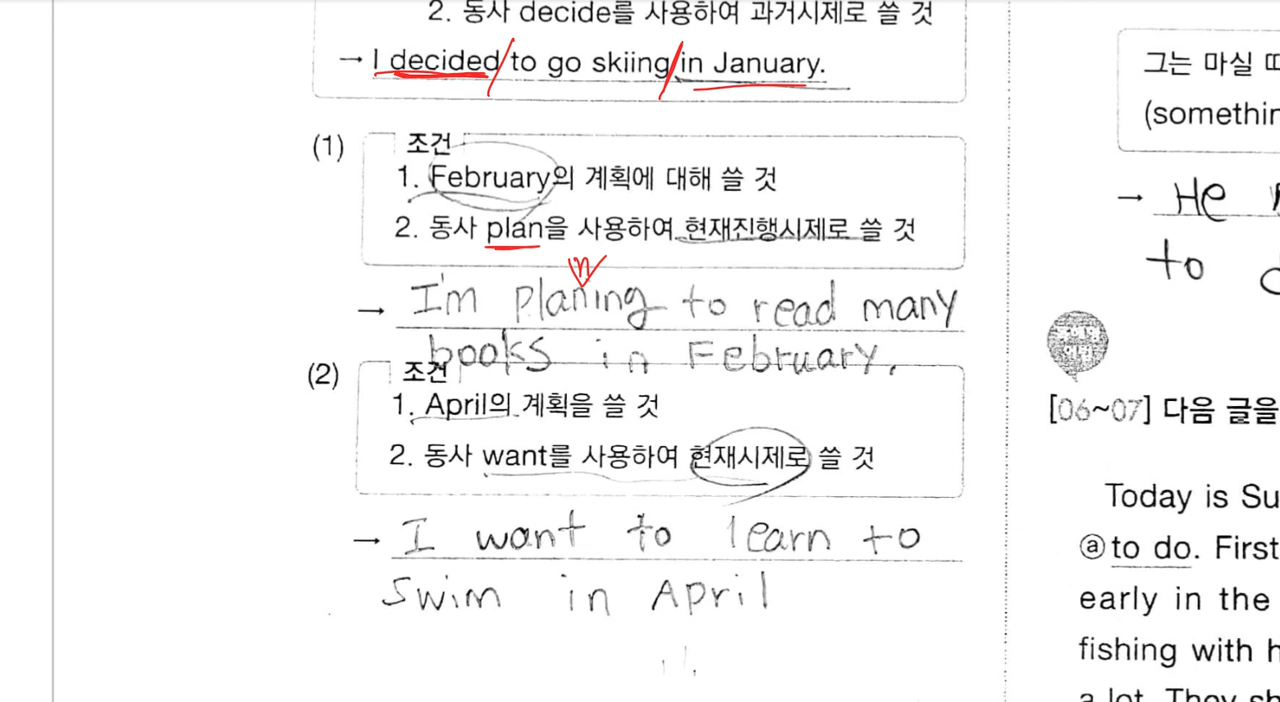 2. 동사 decide를 사용하여 과거시제로 쓸 것
→ I decided/to go skiing/in January.
(1) 조건
1. February의 계획에 대해 쓸 것
2. 동사 plan을 사용하여 현재진행시제로 쓸 것
n
→ I'm planing to read many
books in February.
(2) 조건
1. April의 계획을 쓸 것
2. 동사 want를 사용하여 현재시제로 쓸 것
→ I want to learn to
swim in April
그는 마실
(somethin
→ He
to
[06~07] 다음 글을
Today is Su
ⓐto do. First
early in the
fishing with h
a lot. They sh